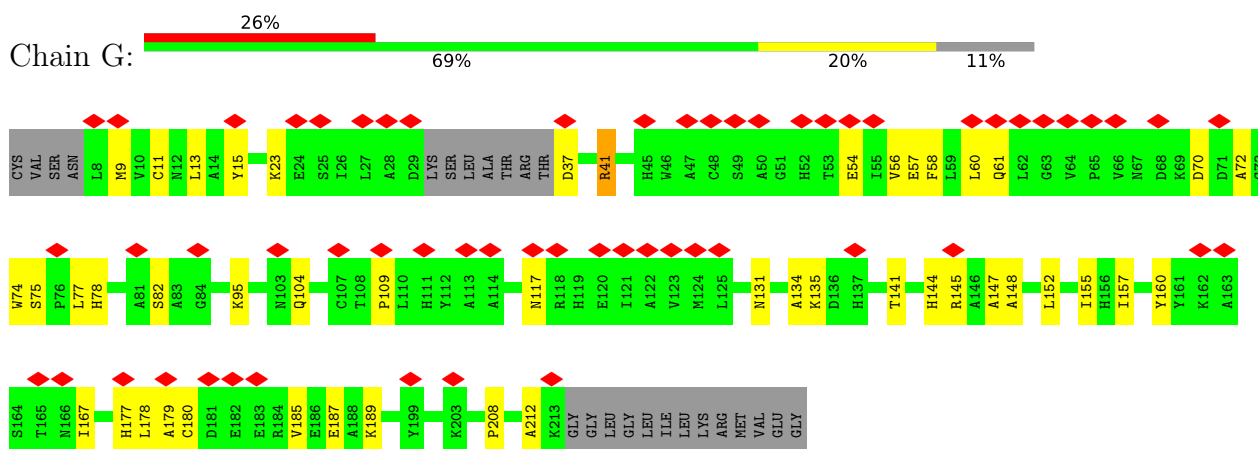 26%
Chain G:
69% 20% 11%
CYS VAL SER ASN L8 M9 V10 C11 N12 L13 A14 Y15 K23 E24 S25 I26 L27 A28 D29 LYS SER LEU ALA THR ARG THR D37 R41 H45 W46 A47 C48 S49 A50 G51 H52 T53 E54 I55 V56 E57 F58 L59 L60 Q61 L62 G63 V64 P65 V66 N67 D68 K69 D70 D71 A72
W74 S75 P76 L77 H78 A81 S82 A83 G84 K95 N103 Q104 C107 T108 P109 L110 H111 Y112 A113 A114 N117 R118 H119 E120 I121 A122 V123 M124 L125 N131 A134 K135 D136 H137 T141 H144 R145 A146 A147 A148 L152 I155 H156 I157 Y160 Y161 K162 A163
S164 T165 N166 I167 H177 L178 A179 C180 D181 E182 E183 R184 V185 E186 E187 A188 K189 Y199 K203 P208 A212 K213 GLY GLY LEU GLY LEU ILE LEU LYS ARG MET VAL GLU GLY